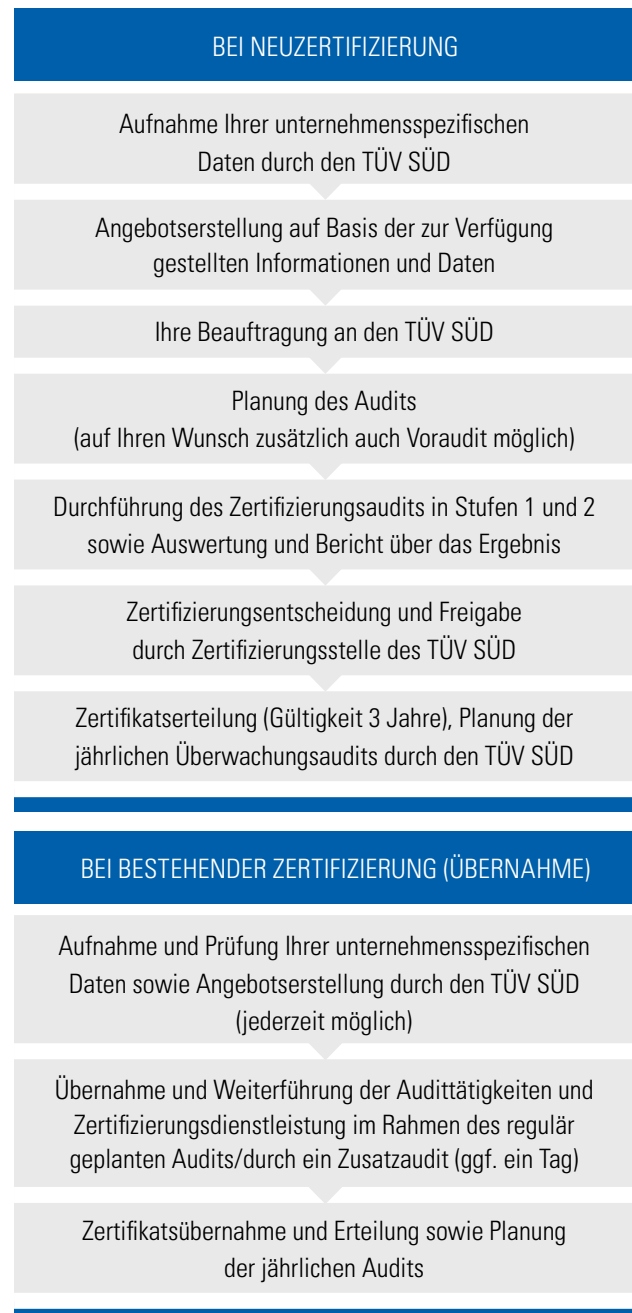 BEI NEUZERTIFIZIERUNG
Aufnahme Ihrer unternehmensspezifischen
Daten durch den TÜV SÜD
Angebotserstellung auf Basis der zur Verfügung
gestellten Informationen und Daten
Ihre Beauftragung an den TÜV SÜD
Planung des Audits
(auf Ihren Wunsch zusätzlich auch Voraudit möglich)
Durchführung des Zertifizierungsaudits in Stufen 1 und 2
sowie Auswertung und Bericht über das Ergebnis
Zertifizierungsentscheidung und Freigabe
durch Zertifizierungsstelle des TÜV SÜD
Zertifikatserteilung (Gültigkeit 3 Jahre), Planung der
jährlichen Überwachungsaudits durch den TÜV SÜD
BEI BESTEHENDER ZERTIFIZIERUNG (ÜBERNAHME)
Aufnahme und Prüfung Ihrer unternehmensspezifischen
Daten sowie Angebotserstellung durch den TÜV SÜD
(jederzeit möglich)
Übernahme und Weiterführung der Audittätigkeiten und
Zertifizierungsdienstleistung im Rahmen des regulär
geplanten Audits/durch ein Zusatzaudit (ggf. ein Tag)
Zertifikatsübernahme und Erteilung sowie Planung
der jährlichen Audits